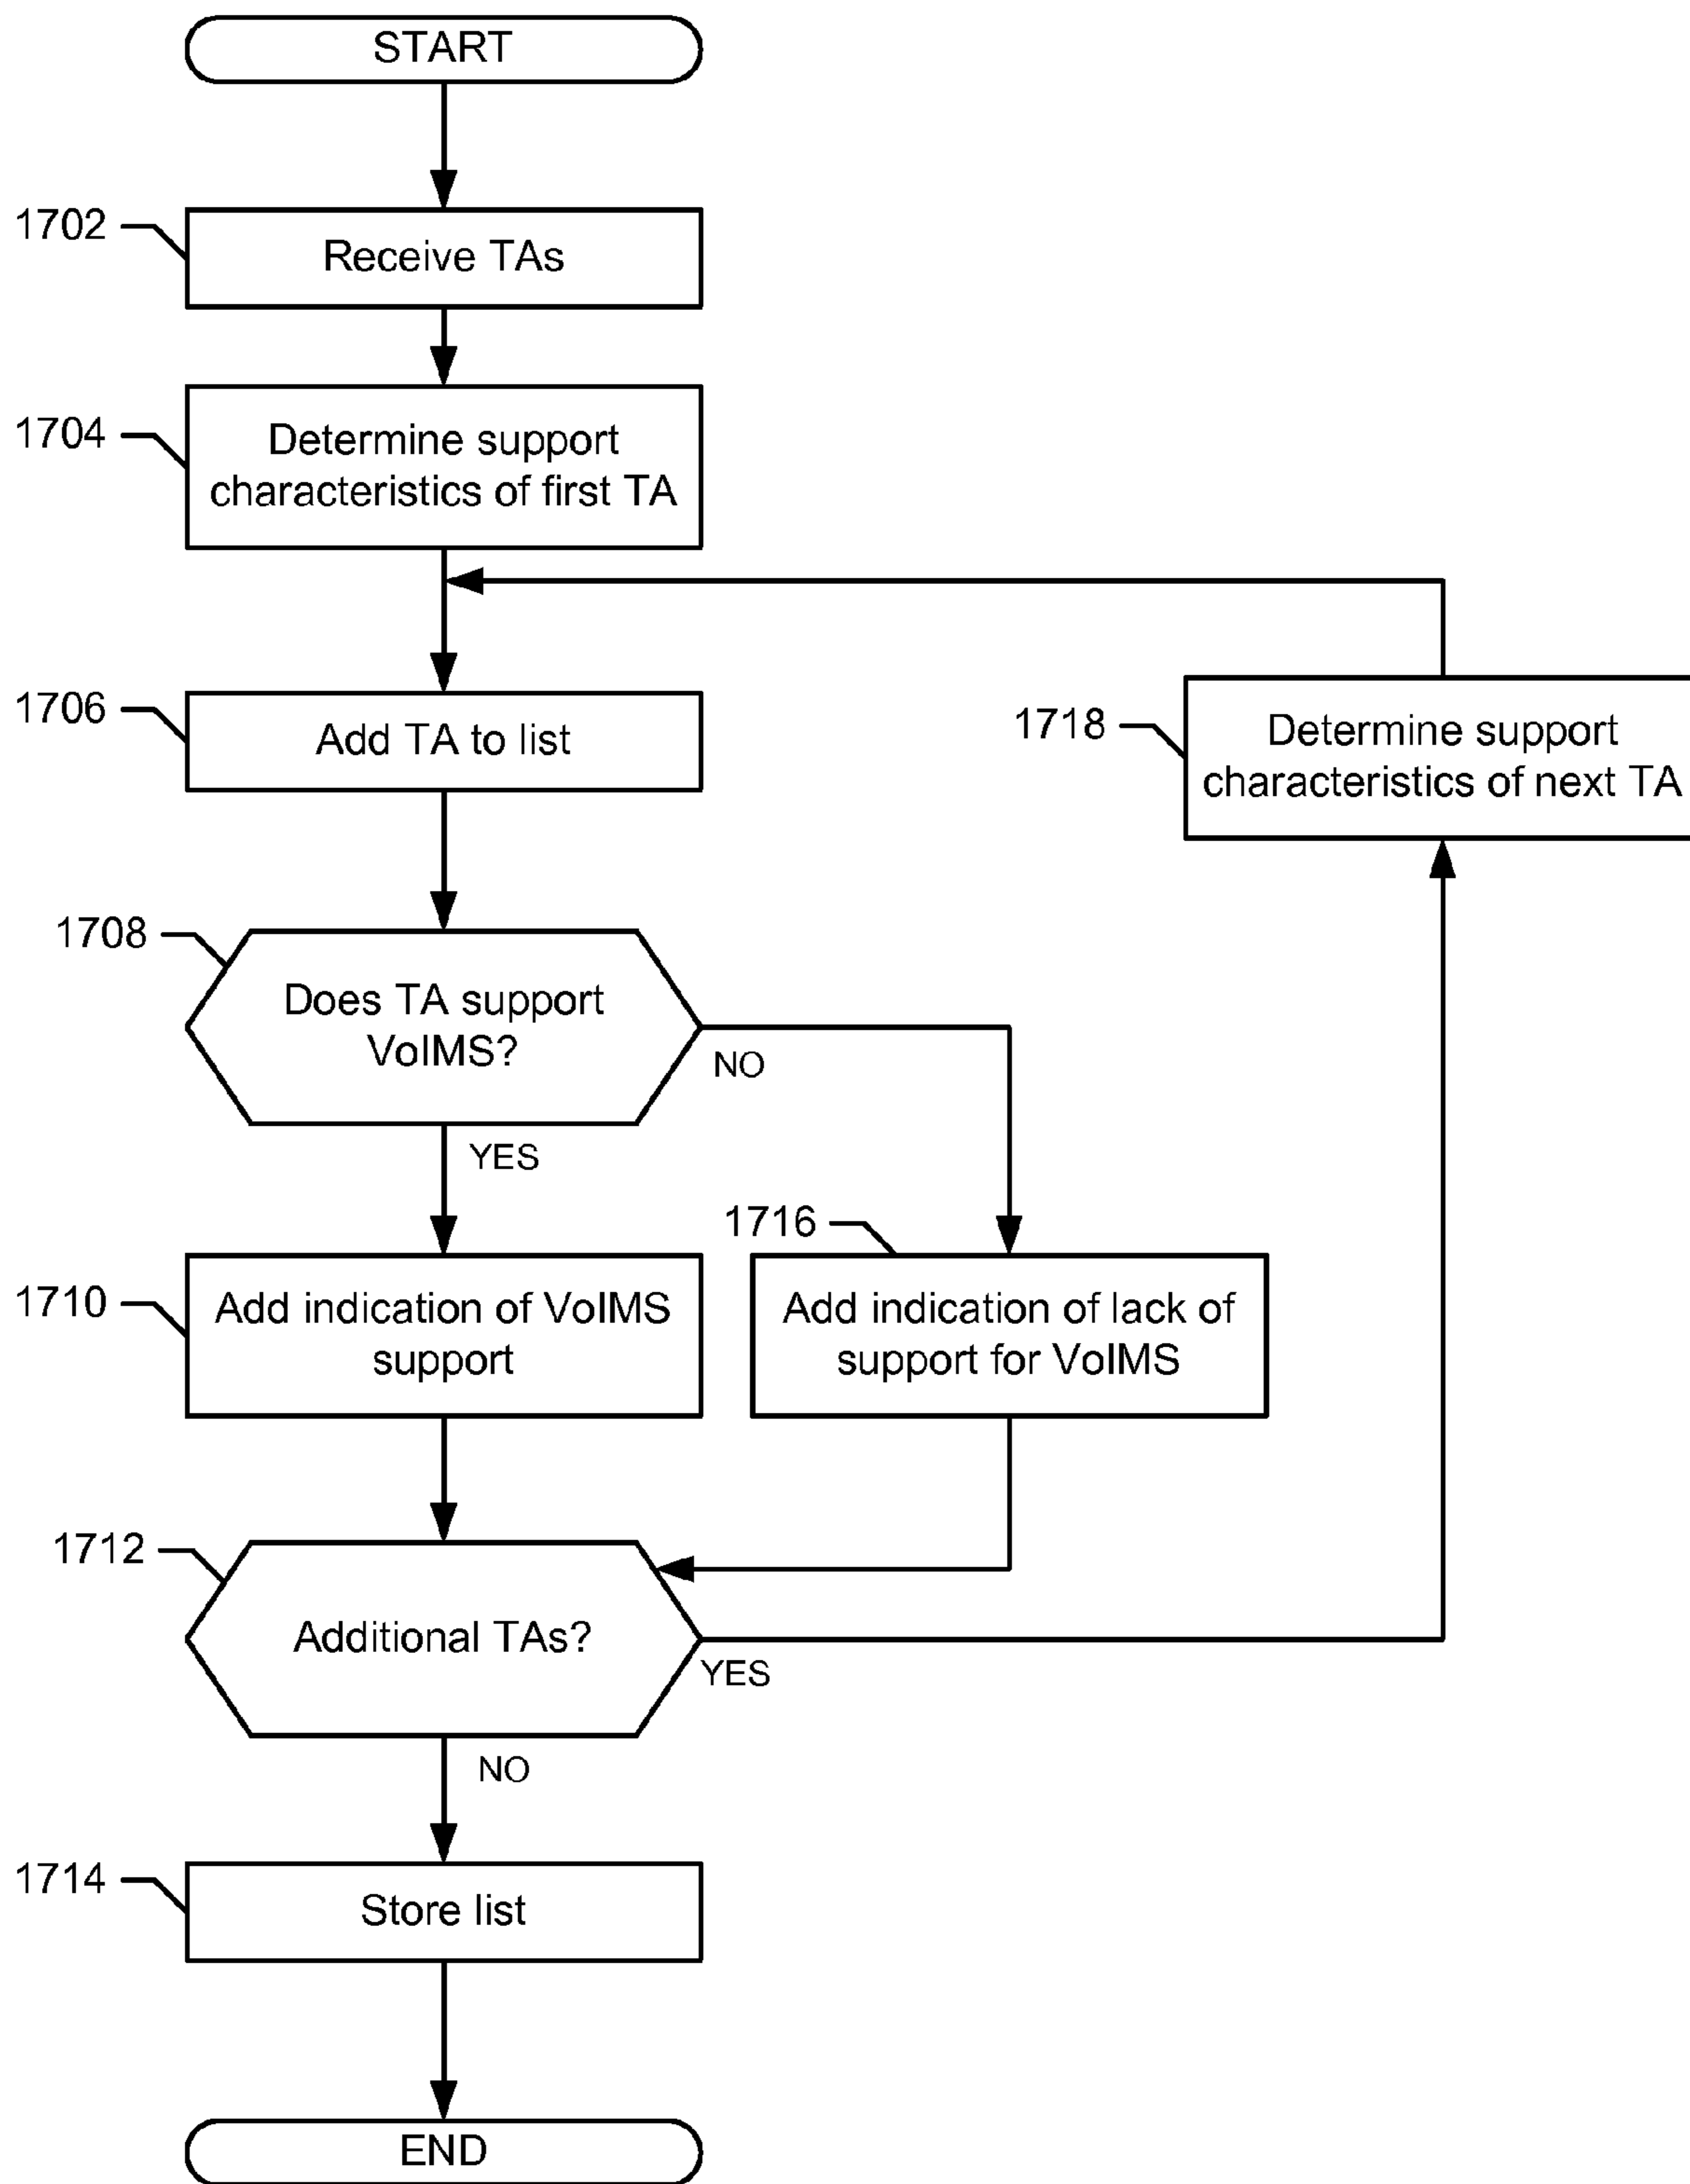 START
1702
Receive TAs
1704
Determine support
characteristics of first TA
1706
Add TA to list
1718
Determine support
characteristics of next TA
1708
Does TA support
VoIMS?
NO
YES
1716
1710
Add indication of VoIMS
support
Add indication of lack of
support for VoIMS
1712
Additional TAs?
YES
NO
1714
Store list
END